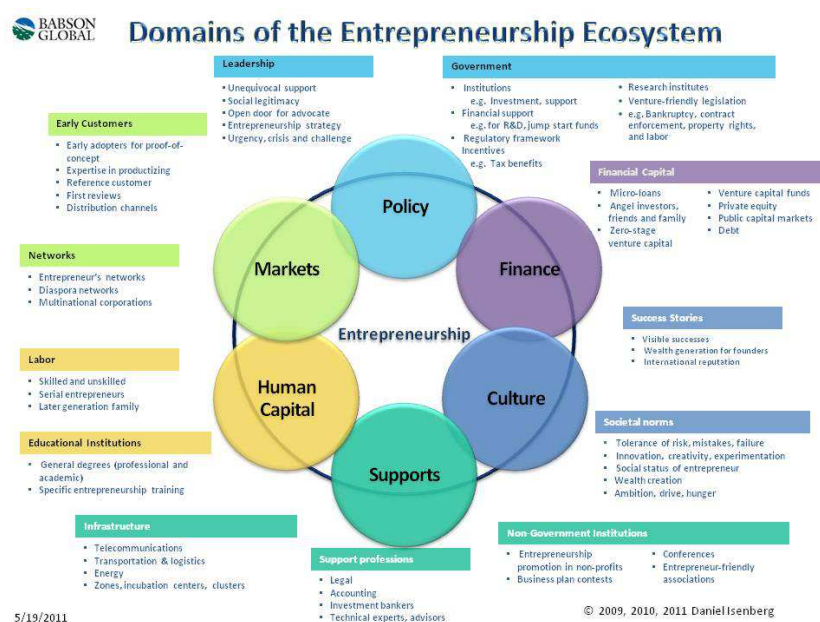 BABSON
GLOBAL
Domains of the Entrepreneurship Ecosystem
Leadership
▪ Unequivocal support
▪ Social legitimacy
▪ Open door for advocate
▪ Entrepreneurship strategy
▪ Urgency, crisis and challenge
Government
▪ Institutions
e.g. Investment, support
▪ Financial support
e.g. for R&D, jump start funds
▪ Regulatory framework
Incentives
e.g. Tax benefits
▪ Research institutes
▪ Venture-friendly legislation
▪ e.g. Bankruptcy, contract
enforcement, property rights,
and labor
Early Customers
▪ Early adopters for proof-of-
concept
▪ Expertise in productizing
▪ Reference customer
▪ First reviews
▪ Distribution channels
Financial Capital
▪ Micro-loans
▪ Angel investors,
friends and family
▪ Zero-stage
venture capital
▪ Venture capital funds
▪ Private equity
▪ Public capital markets
▪ Debt
Networks
▪ Entrepreneur's networks
▪ Diaspora networks
▪ Multinational corporations
Policy
Markets
Finance
Entrepreneurship
Human
Capital
Culture
Supports
Success Stories
▪ Visible successes
▪ Wealth generation for founders
▪ International reputation
Labor
▪ Skilled and unskilled
▪ Serial entrepreneurs
▪ Later generation family
Societal norms
▪ Tolerance of risk, mistakes, failure
▪ Innovation, creativity, experimentation
▪ Social status of entrepreneur
▪ Wealth creation
▪ Ambition, drive, hunger
Educational Institutions
▪ General degrees (professional and
academic)
▪ Specific entrepreneurship training
Infrastructure
▪ Telecommunications
▪ Transportation & logistics
▪ Energy
▪ Zones, incubation centers, clusters
Support professions
▪ Legal
▪ Accounting
▪ Investment bankers
▪ Technical experts, advisors
Non-Government Institutions
▪ Entrepreneurship
promotion in non-profits
▪ Business plan contests
▪ Conferences
▪ Entrepreneur-friendly
associations
5/19/2011
© 2009, 2010, 2011 Daniel Isenberg